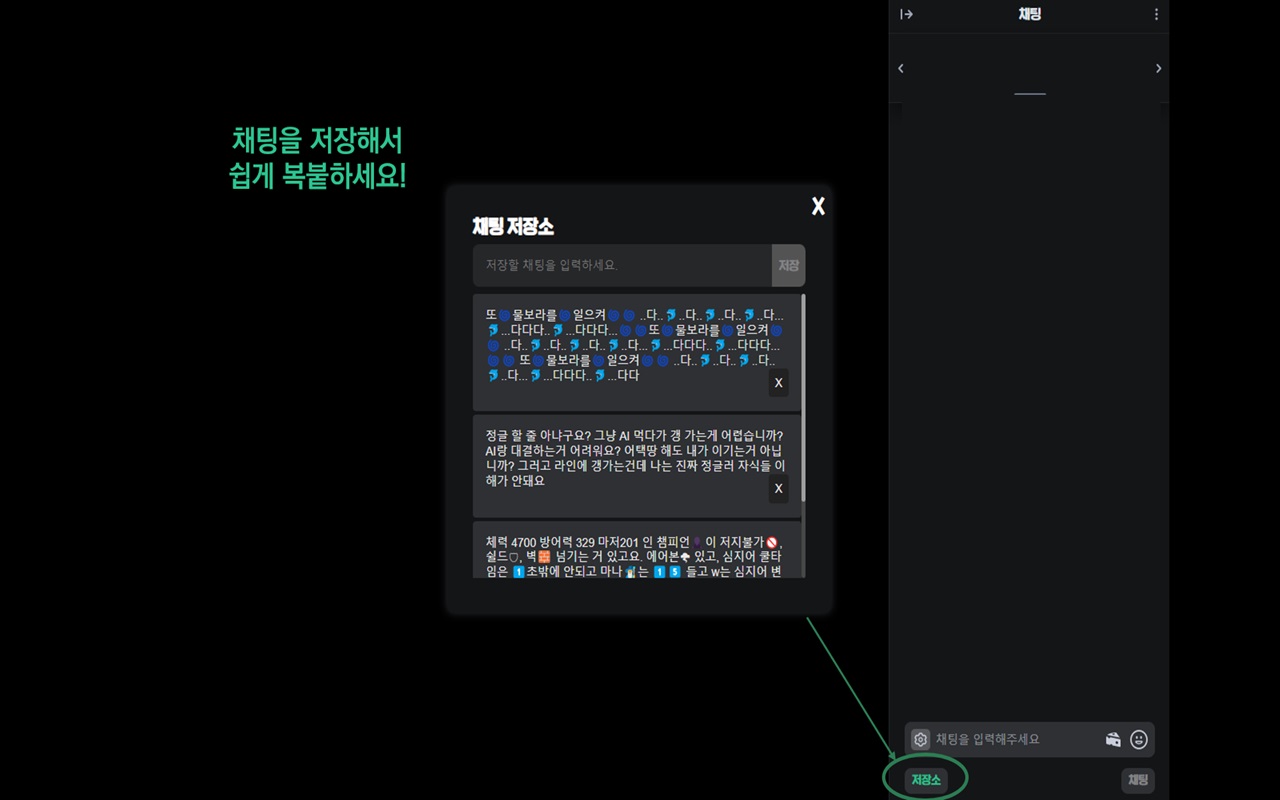 채팅
채팅을 저장해서
쉽게 복붙하세요!
X
채팅 저장소
저장할 채팅을 입력하세요.
저장
또🌀물보라를🌀일으켜🌀🌀 ..다..🐬..다..🐬..다..🐬..다...
🐬...다다다..🐬...다다다...🌀🌀또🌀물보라를🌀일으켜🌀
🌀 ..다..🐬..다..🐬..다..🐬..다...🐬...다다다..🐬...다다다...
🌀🌀 또🌀물보라를🌀일으켜🌀🌀 ..다..🐬..다..🐬..다..
🐬..다...🐬...다다다..🐬...다다
X
정글 할 줄 아냐구요? 그냥 AI 먹다가 갱 가는게 어렵습니까?
AI랑 대결하는거 어려워요? 어택땅 해도 내가 이기는거 아닙
니까? 그러고 라인에 갱가는건데 나는 진짜 정글러 자식들 이
해가 안돼요
X
체력 4700 방어력 329 마저201 인 챔피언👤이 저지불가🚫,
쉴드🛡, 벽🧱 넘기는 거 있고요. 에어본🌪있고, 심지어 쿨타
임은 1️⃣초밖에 안되고 마나🧪는 1️⃣5️⃣ 들고 w는 심지어 변
채팅을 입력해주세요
저장소
채팅